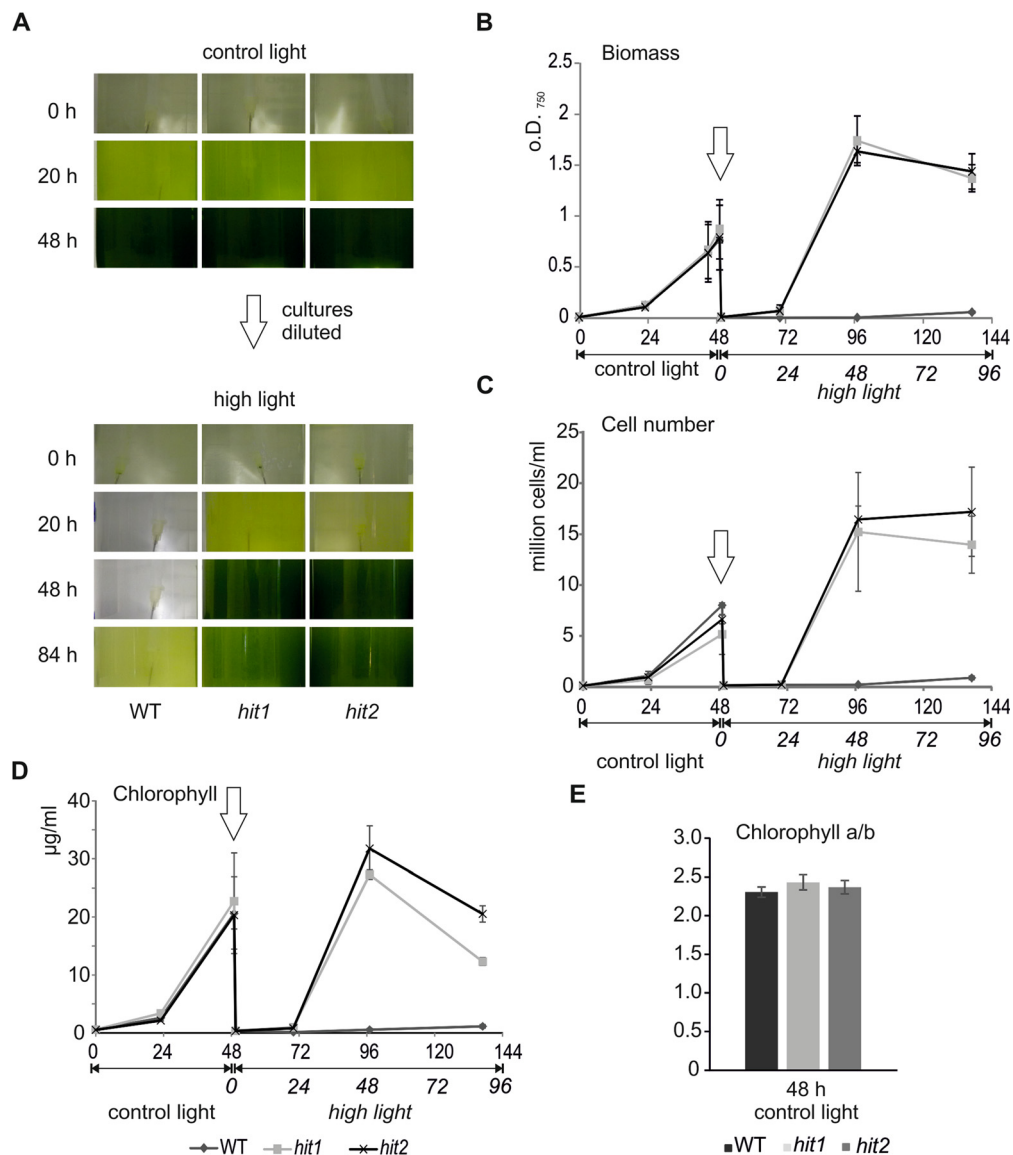 A
control light
0 h
20 h
48 h
cultures
diluted
high light
0 h
20 h
48 h
84 h
WT hit1 hit2
B
Biomass
o.D. 750
2.5
2
1.5
1
0.5
0
0 24 48 72 96 120 144
control light 0 24 48 72 96
high light
C
Cell number
million cells/ml
25
20
15
10
5
0
0 24 48 72 96 120 144
0 24 48 72 96
control light high light
D
Chlorophyll
µg/ml
40
30
20
10
0
0 24 48 72 96 120 144
0 24 48 72 96
control light high light
WT hit1 hit2
E
Chlorophyll a/b
3.0
2.5
2.0
1.5
1.0
0.5
0
48 h
control light
WT hit1 hit2